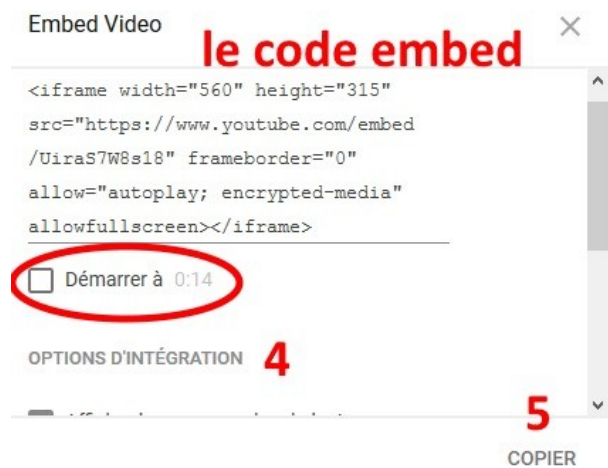 Embed Video
le code embed
<iframe width="560" height="315"
src="https://www.youtube.com/embed
/UiraS7W8s18" frameborder="0"
allow="autoplay; encrypted-media"
allowfullscreen></iframe>
Démarrer à 0:14
OPTIONS D'INTÉGRATION 4
5
COPIER